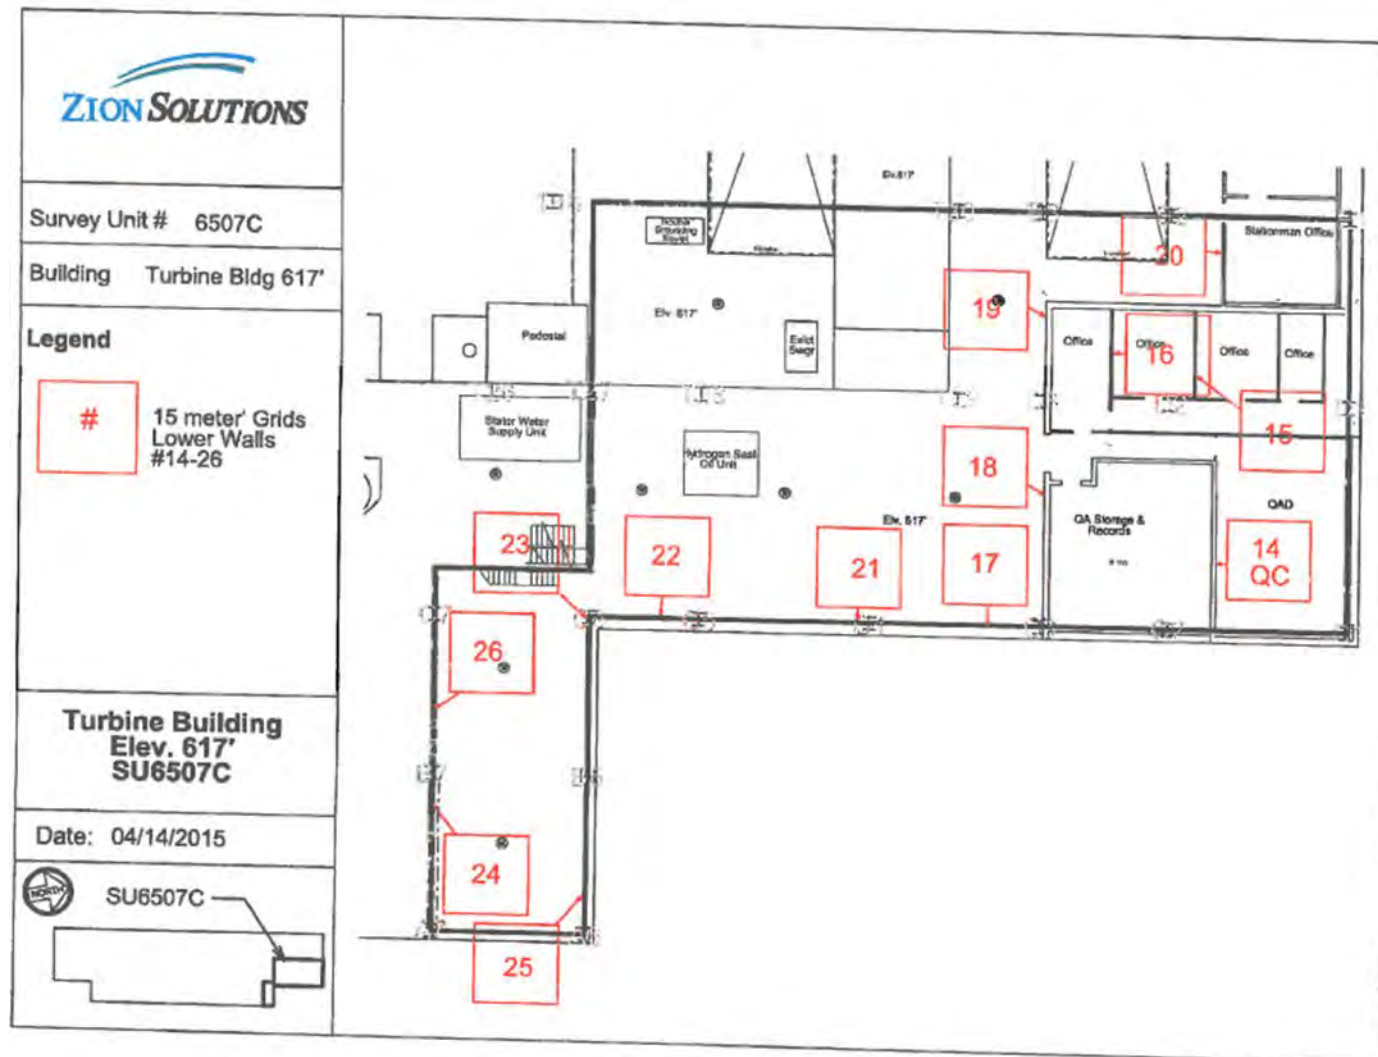 ZION SOLUTIONS
Survey Unit # 6507C
Building Turbine Bldg 617'
Legend
#
15 meter' Grids
Lower Walls
#14-26
Turbine Building
Elev. 617'
SU6507C
Date: 04/14/2015
NORTH
SU6507C
Elv.617'
Stationman Office
20
19
Elv. 617'
Pedestal
Office
Office
16
Office
Office
Stator Water
Supply Unit
15
Hydrogen Seal
Oil Unit
18
QAD
Elv. 617'
QA Storage &
Records
23
22
21
17
14
QC
26
24
25